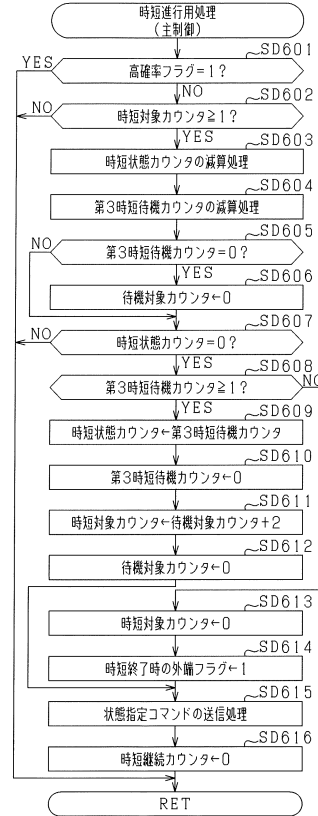 時短進行用処理
(主制御)
SD601
YES
高確率フラグ=1?
NO
SD602
NO
時短対象カウンタ≧1?
YES
SD603
時短状態カウンタの減算処理
SD604
第3時短待機カウンタの減算処理
SD605
NO
第3時短待機カウンタ=0?
YES
SD606
待機対象カウンタ←0
SD607
NO
時短状態カウンタ=0?
YES
SD608
第3時短待機カウンタ≧1?
NO
YES
SD609
時短状態カウンタ←第3時短待機カウンタ
SD610
第3時短待機カウンタ←0
SD611
時短対象カウンタ←待機対象カウンタ+2
SD612
待機対象カウンタ←0
SD613
時短対象カウンタ←0
SD614
時短終了時の外端フラグ←1
SD615
状態指定コマンドの送信処理
SD616
時短継続カウンタ←0
RET